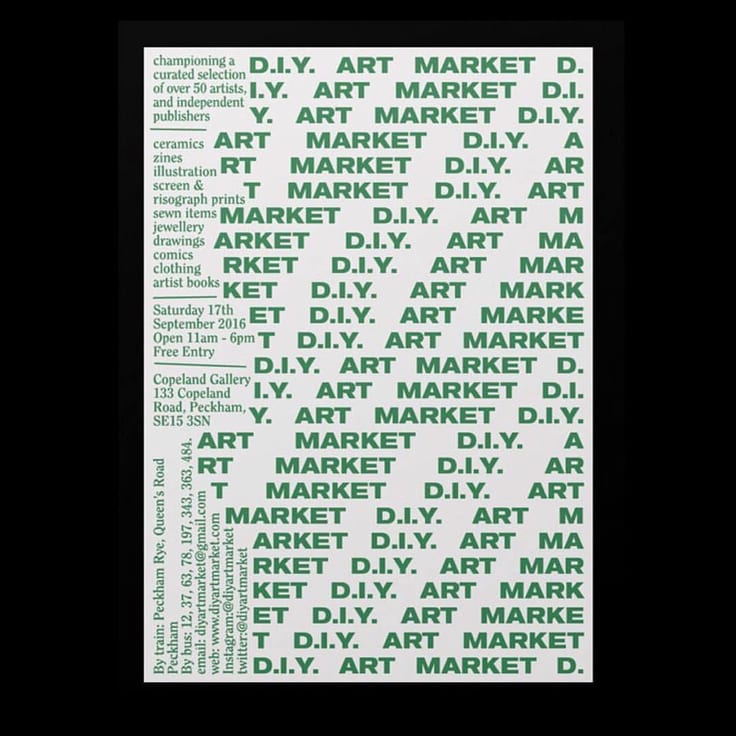 championing a
curated selection
of over 50 artists,
and independent
publishers
ceramics
zines
illustration
screen &
risograph prints
sewn items
jewellery
drawings
comics
clothing
artist books
Saturday 17th
September 2016
Open 11am - 6pm
Free Entry
Copeland Gallery
133 Copeland
Road, Peckham,
SE15 3SN
By train: Peckham Rye, Queen's Road
Peckham
By bus: 12, 37, 63, 78, 197, 343, 363, 484.
email: diyartmarket@gmail.com
web: www.diyartmarket.com
Instagram:@diyartmarket
twitter:@diyartmarket
D.I.Y. ART MARKET D.
I.Y. ART MARKET D.I.
Y. ART MARKET D.I.Y.
ART MARKET D.I.Y. A
RT MARKET D.I.Y. AR
T MARKET D.I.Y. ART
MARKET D.I.Y. ART M
ARKET D.I.Y. ART MA
RKET D.I.Y. ART MAR
KET D.I.Y. ART MARK
ET D.I.Y. ART MARKE
T D.I.Y. ART MARKET
D.I.Y. ART MARKET D.
I.Y. ART MARKET D.I.
Y. ART MARKET D.I.Y.
ART MARKET D.I.Y. A
RT MARKET D.I.Y. AR
T MARKET D.I.Y. ART
MARKET D.I.Y. ART M
ARKET D.I.Y. ART MA
RKET D.I.Y. ART MAR
KET D.I.Y. ART MARK
ET D.I.Y. ART MARKE
T D.I.Y. ART MARKET
D.I.Y. ART MARKET D.